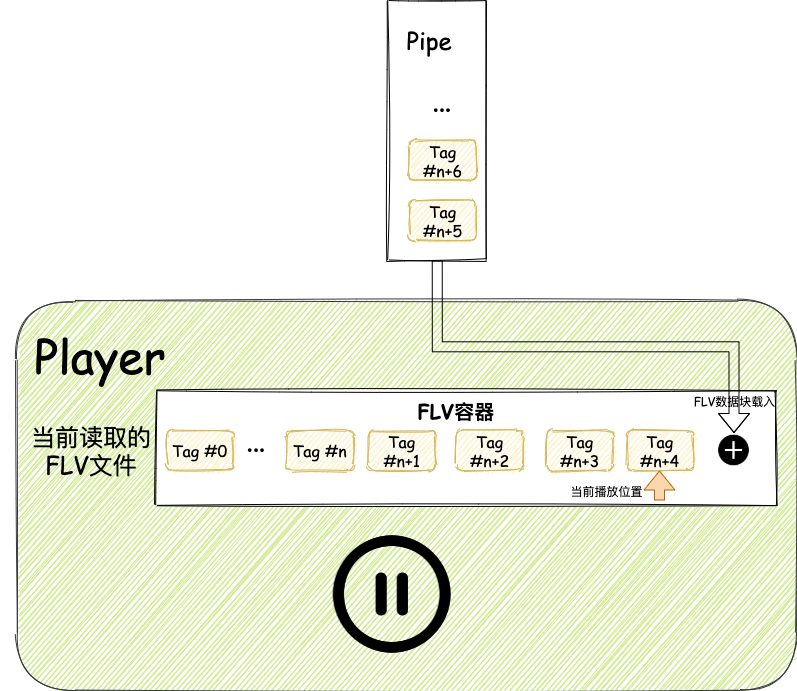 Pipe
...
Tag
#n+6
Tag
#n+5
Player
当前读取的
FLV文件
FLV容器
FLV数据块载入
Tag #0
...
Tag #n
Tag
#n+1
Tag
#n+2
Tag
#n+3
Tag
#n+4
当前播放位置